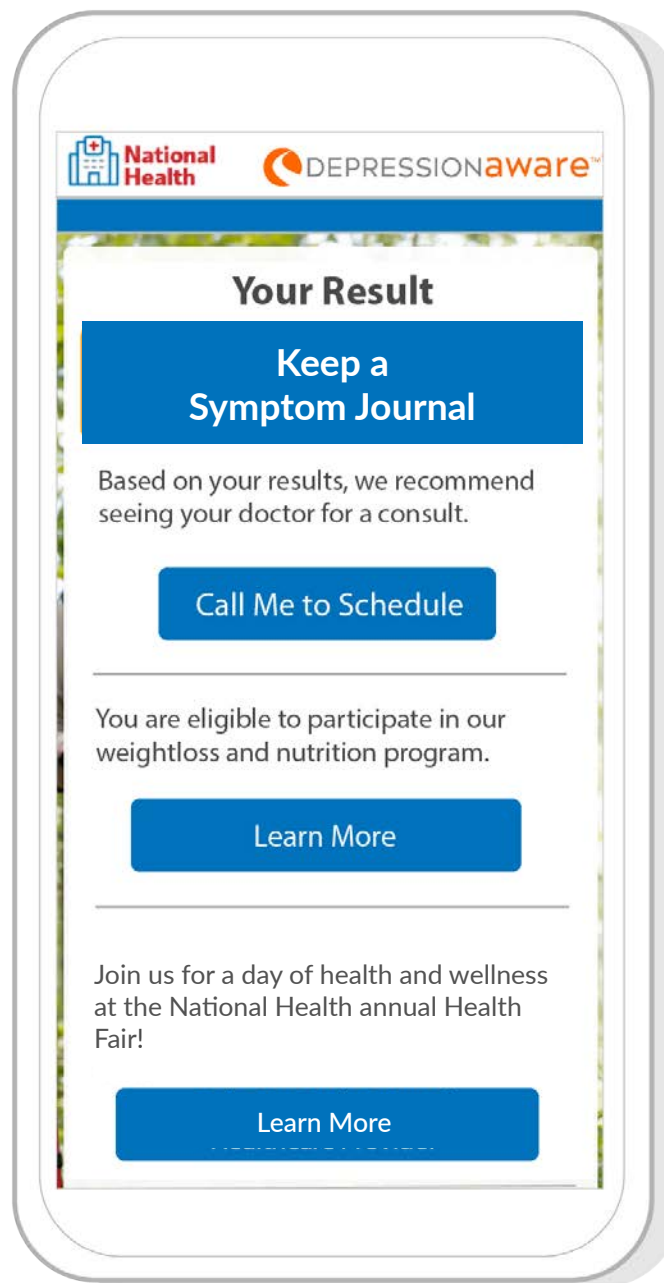 National
Health
DEPRESSIONaware™
Your Result
Keep a
Symptom Journal
Based on your results, we recommend
seeing your doctor for a consult.
Call Me to Schedule
You are eligible to participate in our
weightloss and nutrition program.
Learn More
Join us for a day of health and wellness
at the National Health annual Health
Fair!
Learn More